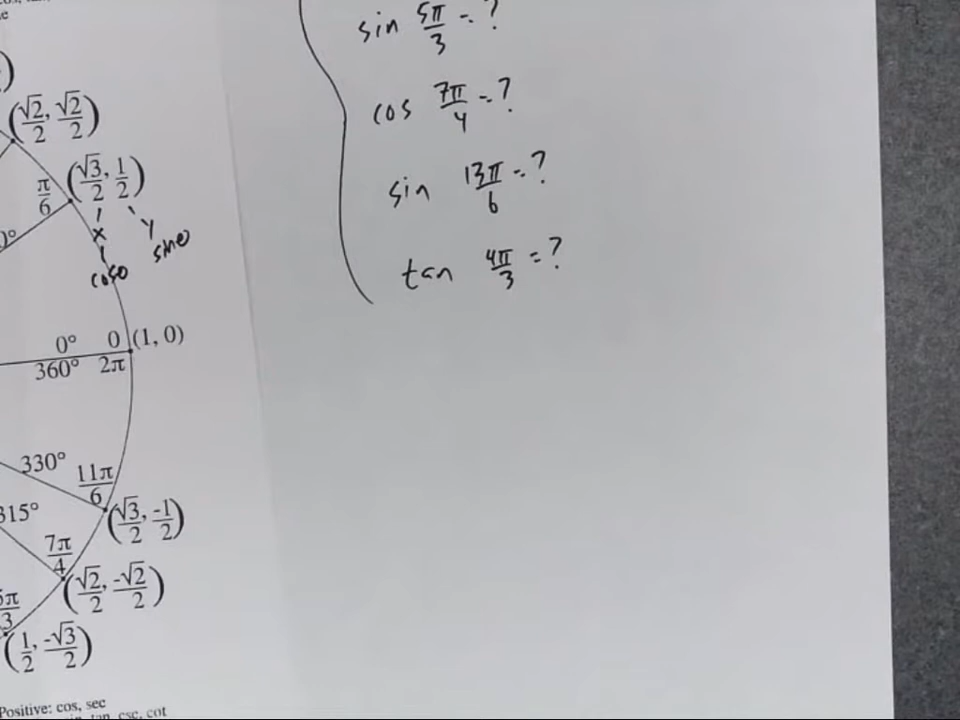 sin 5π/3 = ?
(√2/2, √2/2)
cos 7π/4 = ?
π/6 (√3/2, 1/2)
sin 13π/6 = ?
x y
cosθ sinθ
tan 4π/3 = ?
0° 0 (1, 0)
360° 2π
330° 11π/6
(√3/2, -1/2)
315° 7π/4
(√2/2, -√2/2)
5π/3
(1/2, -√3/2)
Positive: cos, sec
tan, csc, cot